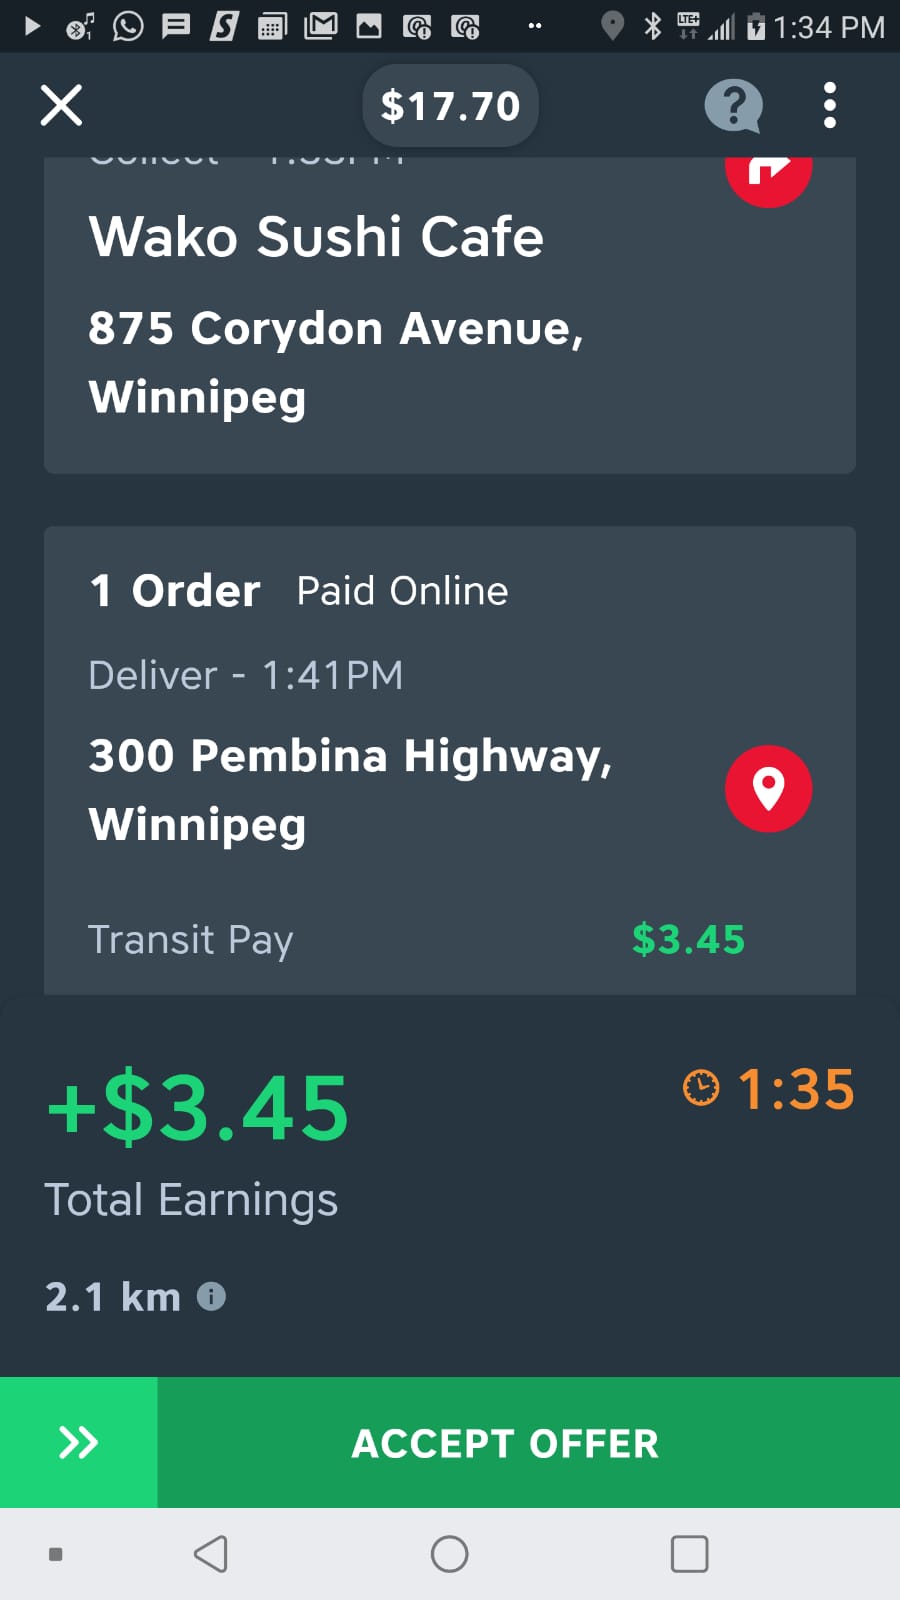 1:34 PM
$17.70
Wako Sushi Cafe
875 Corydon Avenue,
Winnipeg
1 Order Paid Online
Deliver - 1:41PM
300 Pembina Highway,
Winnipeg
Transit Pay $3.45
+$3.45 1:35
Total Earnings
2.1 km
ACCEPT OFFER